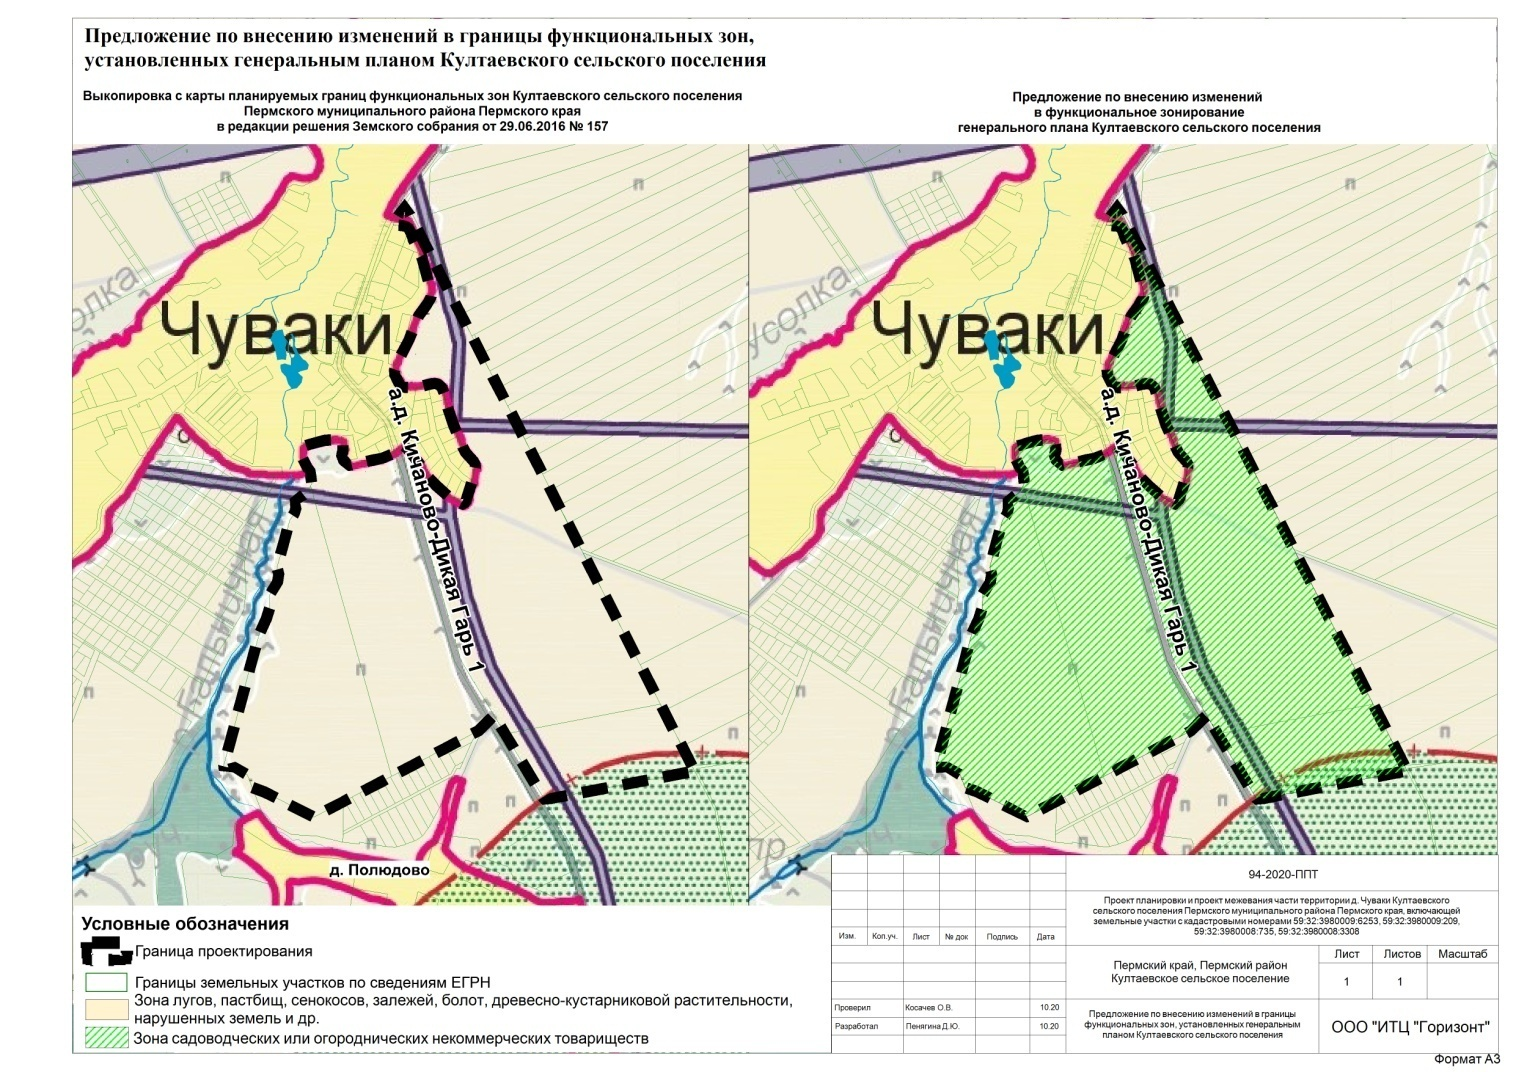 Предложение по внесению изменений в границы функциональных зон,
установленных генеральным планом Култаевского сельского поселения
Выкопировка с карты планируемых границ функциональных зон Култаевского сельского поселения
Пермского муниципального района Пермского края
в редакции решения Земского собрания от 29.06.2016 № 157
Предложение по внесению изменений
в функциональное зонирование
генерального плана Култаевского сельского поселения
п
п
п
Усолка
Чуваки
а.д. Кичаново-Дикая Гарь 1
С
п
п
п
п
п
п
д. Полюдово
п
п
п
Усолка
Чуваки
а.д. Кичаново-Дикая Гарь 1
С
п
п
п
п
п
Условные обозначения
Граница проектирования
Границы земельных участков по сведениям ЕГРН
Зона лугов, пастбищ, сенокосов, залежей, болот, древесно-кустарниковой растительности,
нарушенных земель и др.
Зона садоводческих или огороднических некоммерческих товариществ
94-2020-ППТ
Проект планировки и проект межевания части территории д. Чуваки Култаевского
сельского поселения Пермского муниципального района Пермского края, включающей
земельные участки с кадастровыми номерами 59:32:3980009:6253, 59:32:3980009:209,
59:32:3980008:735, 59:32:3980008:3308
Изм. Кол.уч. Лист № док Подпись Дата
Пермский край, Пермский район
Култаевское сельское поселение
Лист Листов Масштаб
1 1
Проверил Косачев О.В. 10.20
Разработал Пенягина Д.Ю. 10.20
Предложение по внесению изменений в границы
функциональных зон, установленных генеральным
планом Култаевского сельского поселения
ООО "ИТЦ "Горизонт"
Формат А3